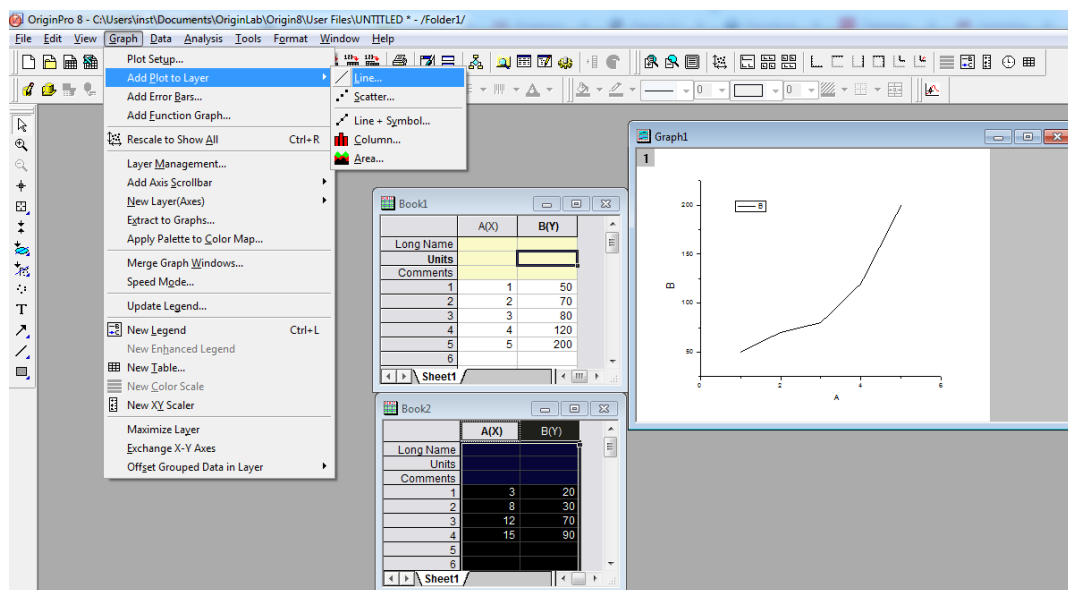 OriginPro 8 - C:\Users\inst\Documents\OriginLab\Origin8\User Files\UNTITLED * - /Folder1/
File Edit View Graph Data Analysis Tools Format Window Help
Plot Setup...
Add Plot to Layer
Add Error Bars...
Add Function Graph...
Rescale to Show All Ctrl+R
Layer Management...
Add Axis Scrollbar
New Layer(Axes)
Extract to Graphs...
Apply Palette to Color Map...
Merge Graph Windows...
Speed Mode...
Update Legend...
New Legend Ctrl+L
New Enhanced Legend
New Table...
New Color Scale
New XY Scaler
Maximize Layer
Exchange X-Y Axes
Offset Grouped Data in Layer
Line...
Scatter...
Line + Symbol...
Column...
Area...
0 0
T
Book1
A(X) B(Y)
Long Name
Units
Comments
1 1 50
2 2 70
3 3 80
4 4 120
5 5 200
6
Sheet1
Book2
A(X) B(Y)
Long Name
Units
Comments
1 3 20
2 8 30
3 12 70
4 15 90
5
6
Sheet1
Graph1
1
B
200
150
100
50
B
0 2 4 6
A